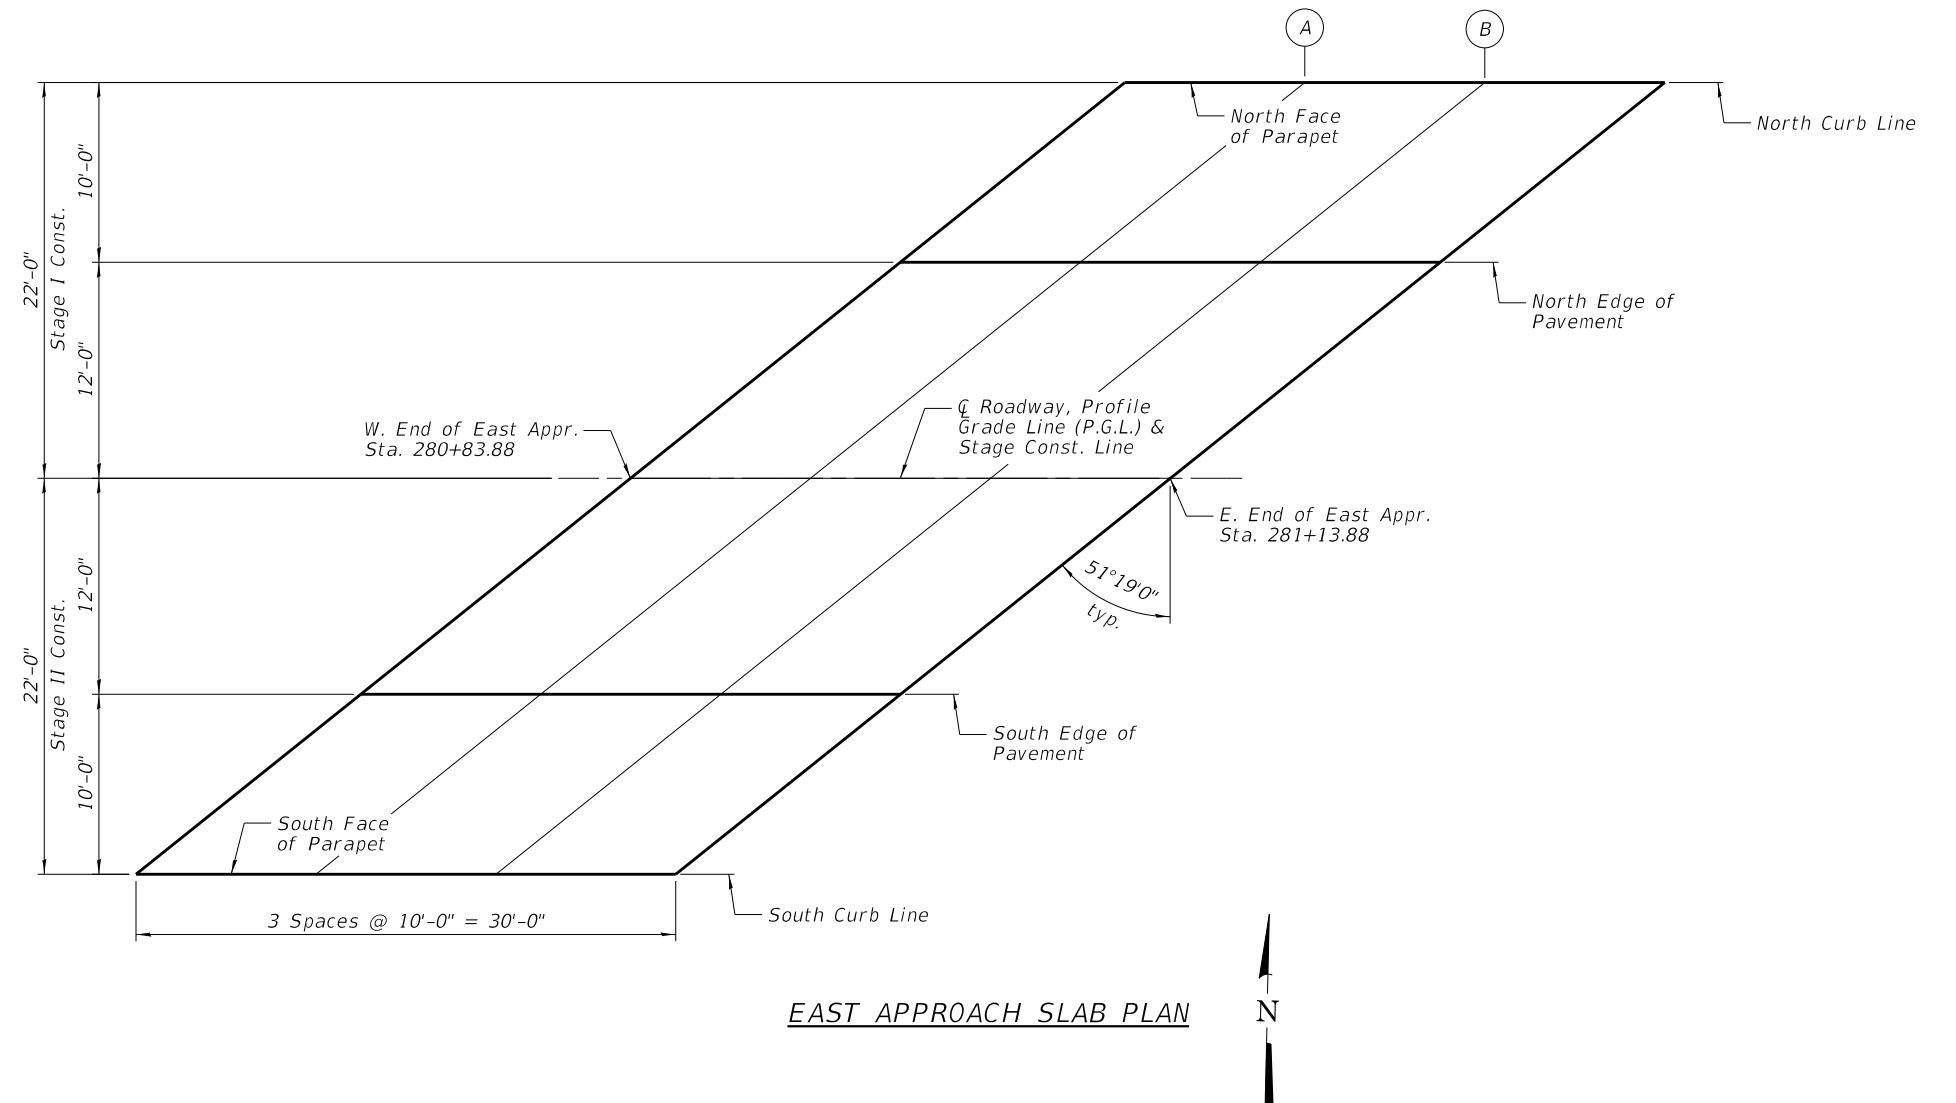 A
B
North Face
of Parapet
North Curb Line
10'-0"
22'-0"
Stage I Const.
North Edge of
Pavement
12'-0"
W. End of East Appr.
Sta. 280+83.88
℄ Roadway, Profile
Grade Line (P.G.L.) &
Stage Const. Line
E. End of East Appr.
Sta. 281+13.88
51°19'0"
typ.
12'-0"
22'-0"
Stage II Const.
South Edge of
Pavement
10'-0"
South Face
of Parapet
3 Spaces @ 10'-0" = 30'-0"
South Curb Line
EAST APPROACH SLAB PLAN
N